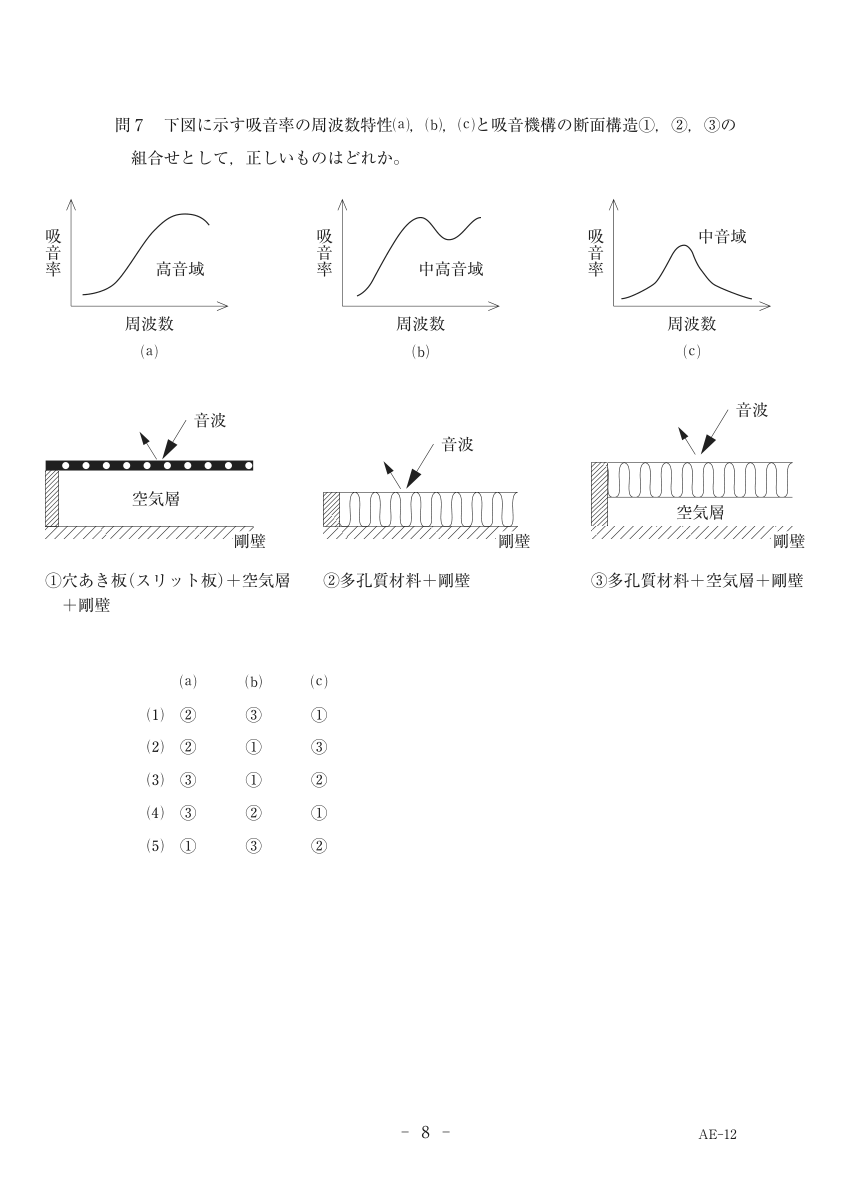 問７　下図に示す吸音率の周波数特性(a)，(b)，(c)と吸音機構の断面構造①，②，③の
組合せとして，正しいものはどれか。
吸音率
高音域
周波数
(a)
吸音率
中高音域
周波数
(b)
吸音率
中音域
周波数
(c)
音波
空気層
剛壁
①穴あき板(スリット板)＋空気層
＋剛壁
音波
剛壁
②多孔質材料＋剛壁
音波
空気層
剛壁
③多孔質材料＋空気層＋剛壁
(a) (b) (c)
(1) ② ③ ①
(2) ② ① ③
(3) ③ ① ②
(4) ③ ② ①
(5) ① ③ ②
－ 8 －
AE−12